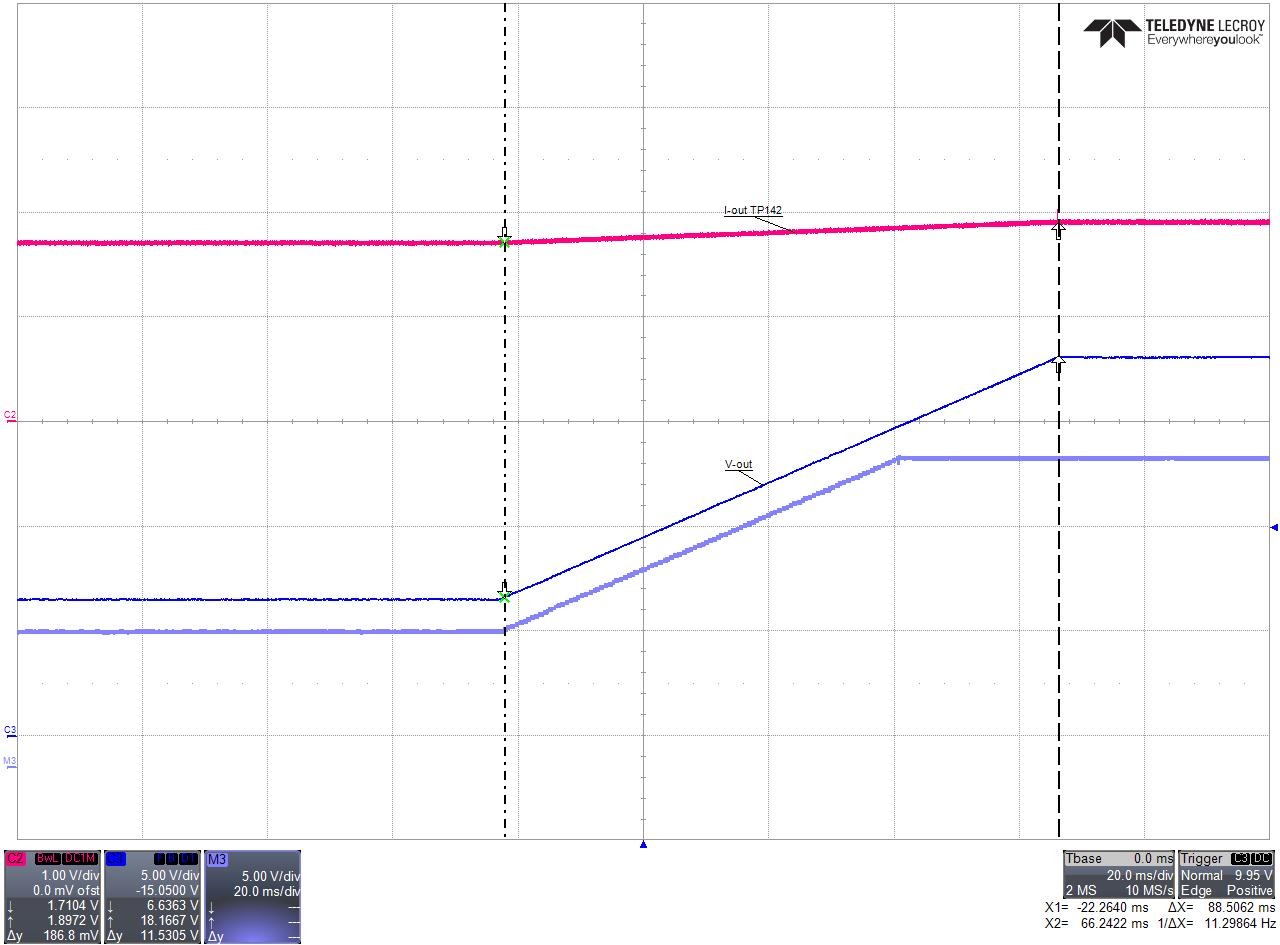 TELEDYNE LECROY
Everywhereyoulook™
I-out TP142
C2
V-out
C3
M3
C2 BwL DC1M
1.00 V/div
0.0 mV ofst
↓ 1.7104 V
↑ 1.8972 V
Δy 186.8 mV
C3
5.00 V/div
-15.0500 V
↓ 6.6363 V
↑ 18.1667 V
Δy 11.5305 V
M3
5.00 V/div
20.0 ms/div
↓ ---
↑ ---
Δy ---
Tbase 0.0 ms
20.0 ms/div
2 MS 10 MS/s
Trigger C3 DC
Normal 9.95 V
Edge Positive
X1= -22.2640 ms ΔX= 88.5062 ms
X2= 66.2422 ms 1/ΔX= 11.29864 Hz